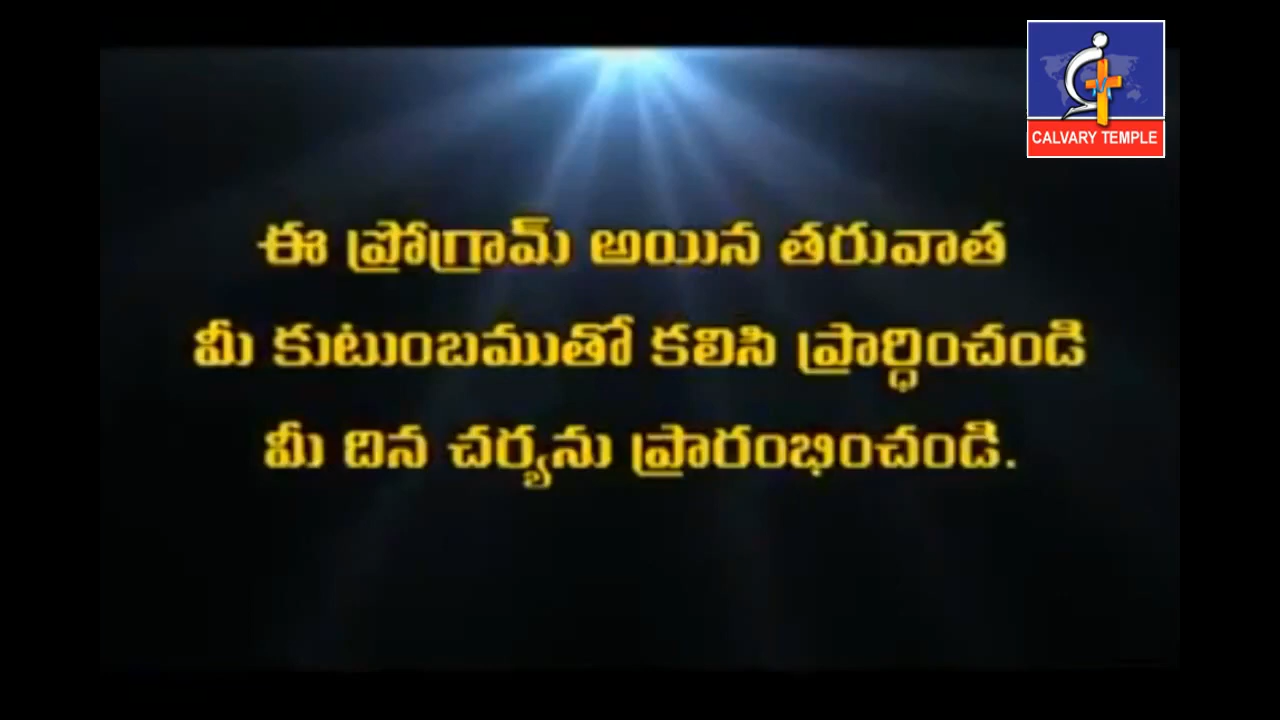 CALVARY TEMPLE
ఈ ప్రోగ్రామ్ అయిన తరువాత
మీ కుటుంబముతో కలిసి ప్రార్ధించండి
మీ దిన చర్యను ప్రారంభించండి.